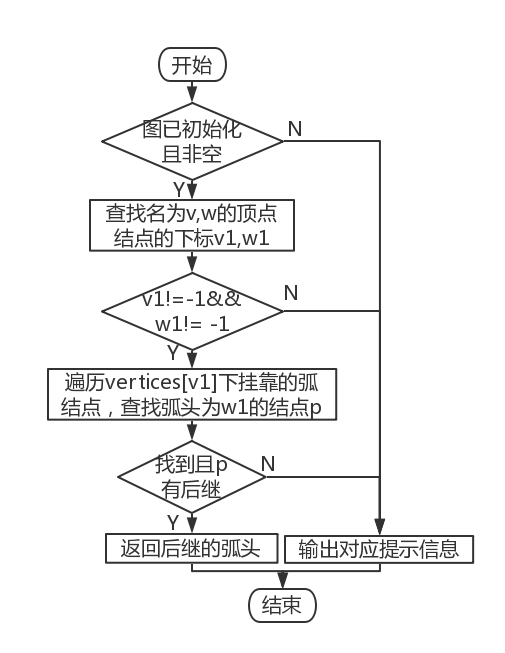 开始
图已初始化
且非空
N
Y
查找名为v,w的顶点
结点的下标v1,w1
v1!=-1&&
w1!= -1
N
Y
遍历vertices[v1]下挂靠的弧
结点，查找弧头为w1的结点p
找到且p
有后继
N
Y
返回后继的弧头
输出对应提示信息
结束